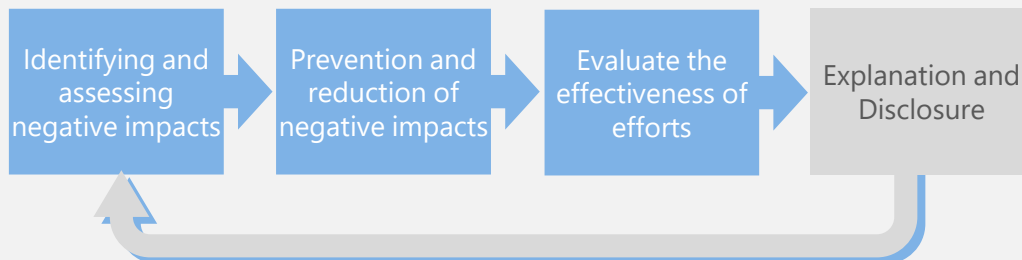 Identifying and
assessing
negative impacts
Prevention and
reduction of
negative impacts
Evaluate the
effectiveness of
efforts
Explanation and
Disclosure